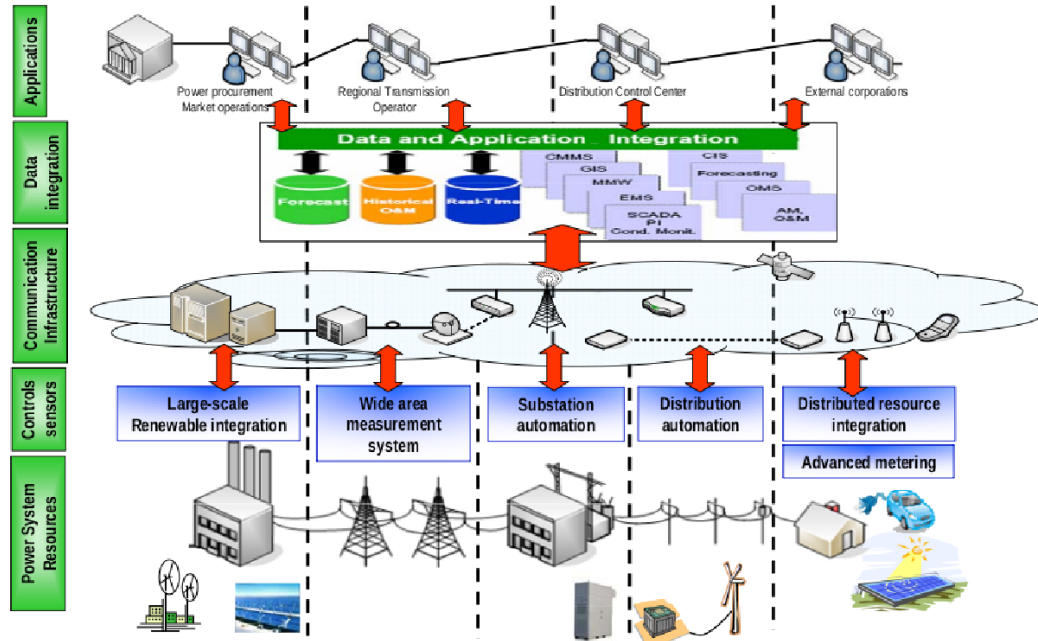 Applications
Power procurement
Market operations
Regional Transmission
Operator
Distribution Control Center
External corporations
Data
integration
Data and Application Integration
Forecast
Historical
O&M
Real-Time
CMMS
GIS
MMW
EMS
SCADA
PI
Cond. Monit.
CIS
Forecasting
OMS
AM,
O&M
Communication
Infrastructure
Controls
sensors
Large-scale
Renewable integration
Wide area
measurement
system
Substation
automation
Distribution
automation
Distributed resource
integration
Advanced metering
Power System
Resources